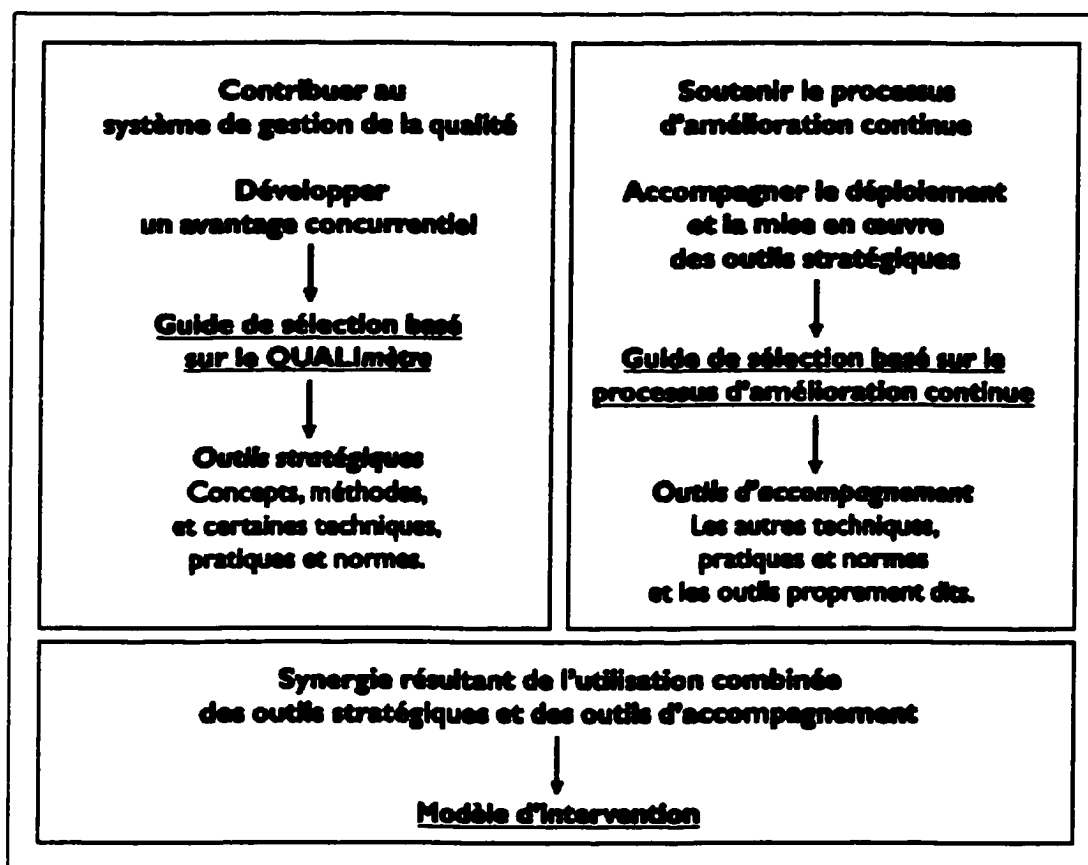 Contribuer au
système de gestion de la qualité
Développer
un avantage concurrentiel
Guide de sélection basé
sur le QUALImètre
Outils stratégiques
Concepts, méthodes,
et certaines techniques,
pratiques et normes.
Soutenir le processus
d'amélioration continue
Accompagner le déploiement
et la mise en œuvre
des outils stratégiques
Guide de sélection basé sur le
processus d'amélioration continue
Outils d'accompagnement
Les autres techniques,
pratiques et normes
et les outils proprement dits.
Synergie résultant de l'utilisation combinée
des outils stratégiques et des outils d'accompagnement
Modèle d'intervention